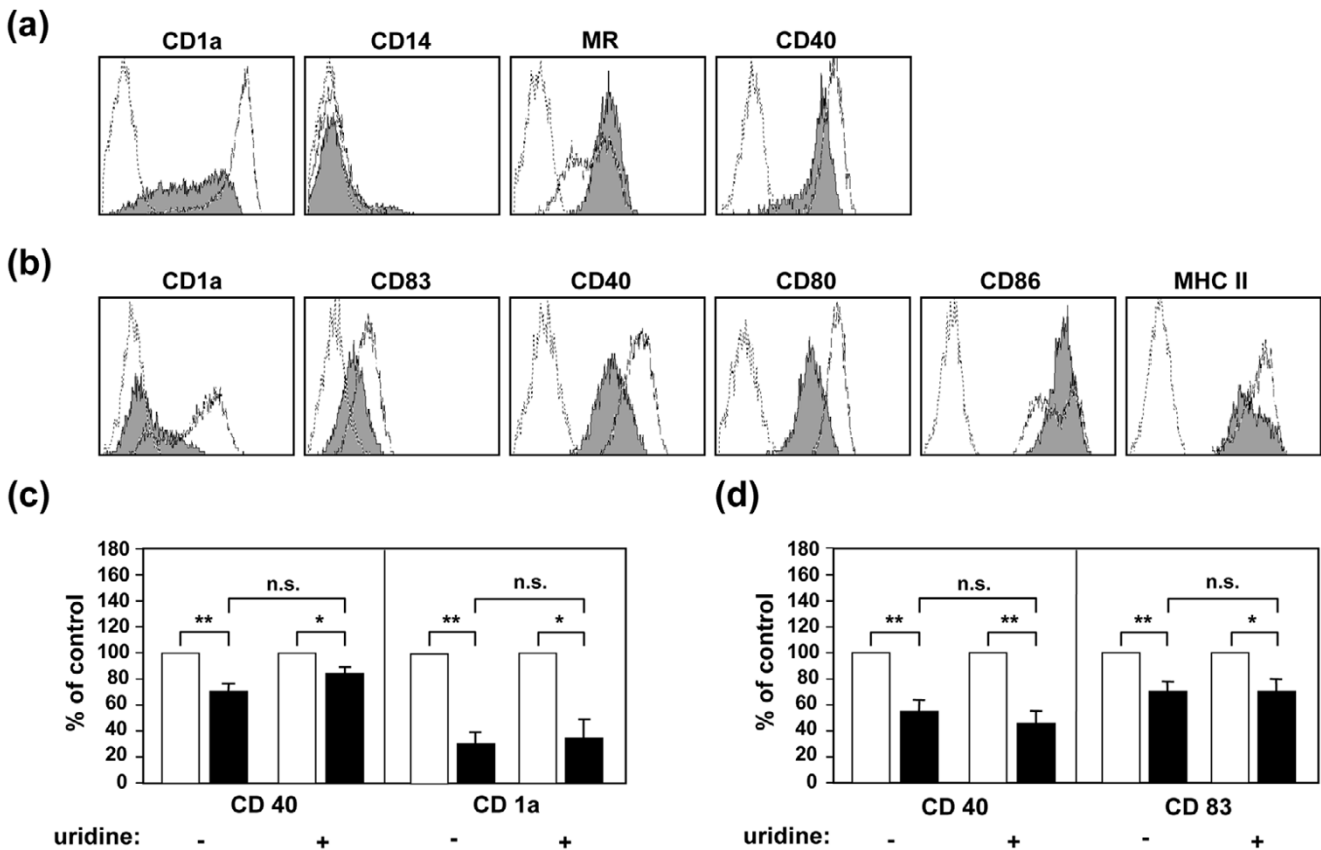 (a)
CD1a CD14 MR CD40
(b)
CD1a CD83 CD40 CD80 CD86 MHC II
(c)
% of control
180
160
140
120
100
80
60
40
20
0
n.s. n.s.
** * ** *
CD 40 CD 1a
uridine: - + - +
(d)
% of control
180
160
140
120
100
80
60
40
20
0
n.s. n.s.
** ** ** *
CD 40 CD 83
uridine: - + - +